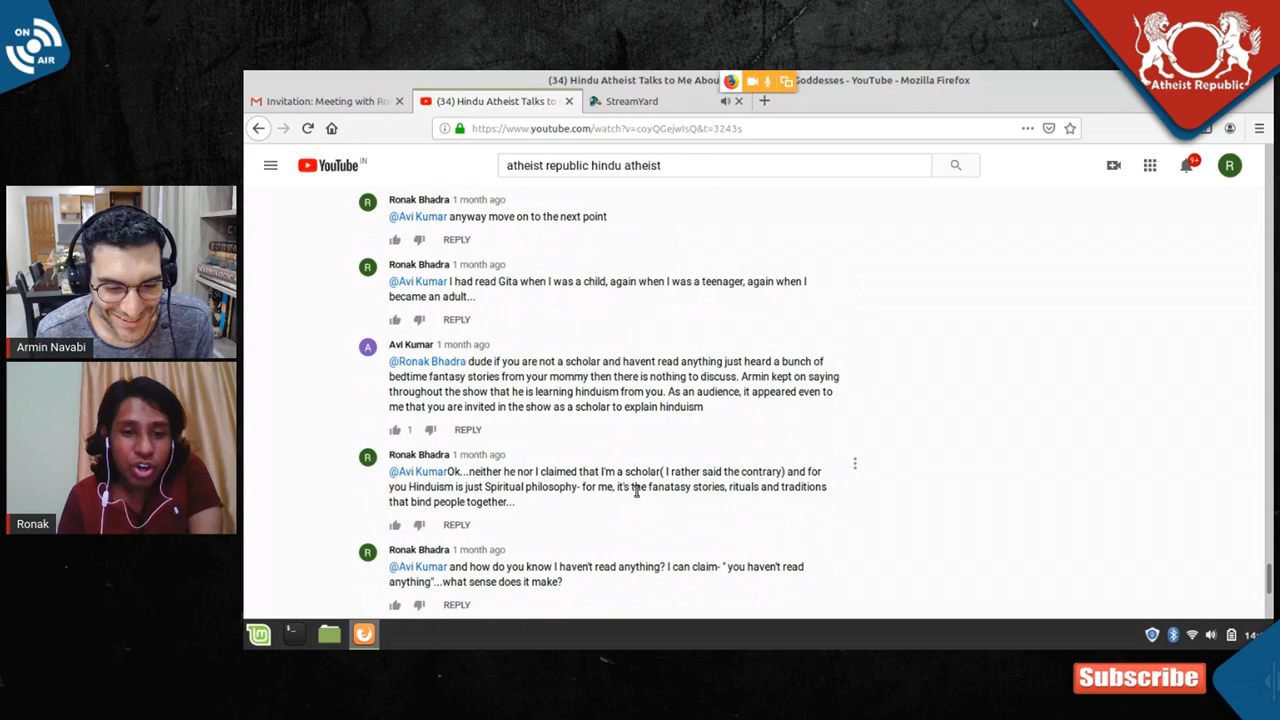 ON
AIR
Atheist Republic
(34) Hindu Atheist Talks to Me Abou
Goddesses - YouTube - Mozilla Firefox
Invitation: Meeting with Ro
(34) Hindu Atheist Talks to
StreamYard
https://www.youtube.com/watch?v=coyQGejwIsQ&t=3243s
YouTube IN
atheist republic hindu atheist
9+
R
R
Ronak Bhadra 1 month ago
@Avi Kumar anyway move on to the next point
REPLY
R
Ronak Bhadra 1 month ago
@Avi Kumar I had read Gita when I was a child, again when I was a teenager, again when I
became an adult...
REPLY
A
Avi Kumar 1 month ago
@Ronak Bhadra dude if you are not a scholar and havent read anything just heard a bunch of
bedtime fantasy stories from your mommy then there is nothing to discuss. Armin kept on saying
throughout the show that he is learning hinduism from you. As an audience, it appeared even to
me that you are invited in the show as a scholar to explain hinduism
1 REPLY
R
Ronak Bhadra 1 month ago
@Avi KumarOk...neither he nor I claimed that I'm a scholar( I rather said the contrary) and for
you Hinduism is just Spiritual philosophy- for me, it's the fanatasy stories, rituals and traditions
that bind people together...
REPLY
R
Ronak Bhadra 1 month ago
@Avi Kumar and how do you know I haven't read anything? I can claim- " you haven't read
anything"...what sense does it make?
REPLY
Armin Navabi
Ronak
14:
Subscribe